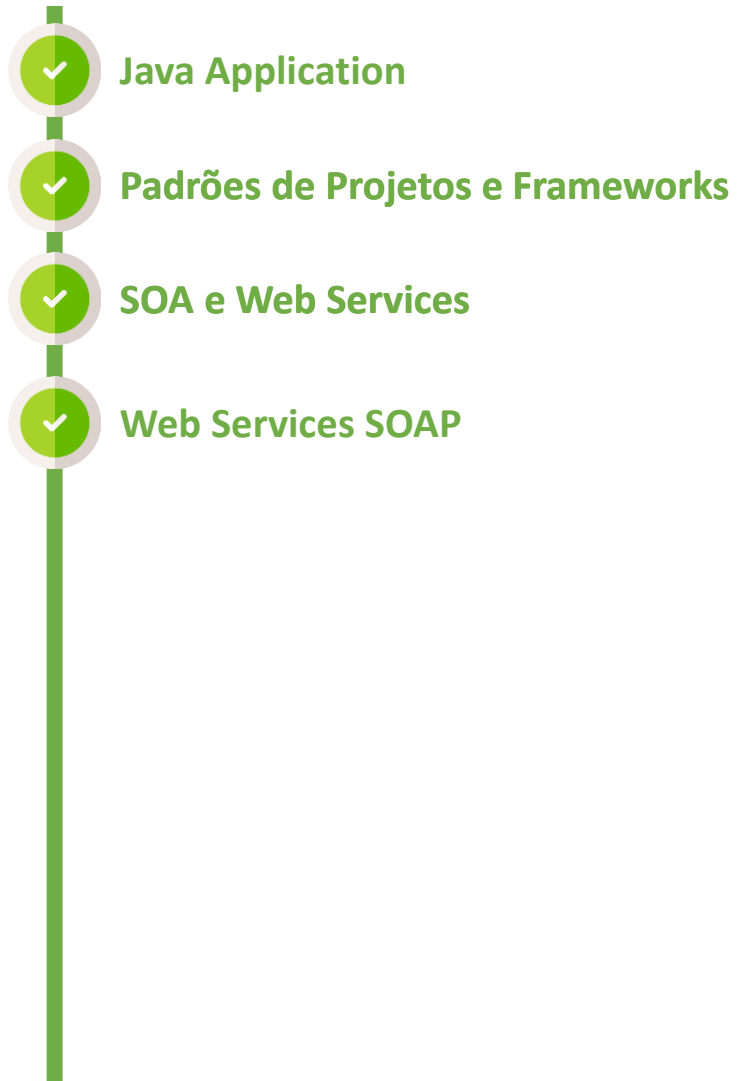 Java Application
Padrões de Projetos e Frameworks
SOA e Web Services
Web Services SOAP